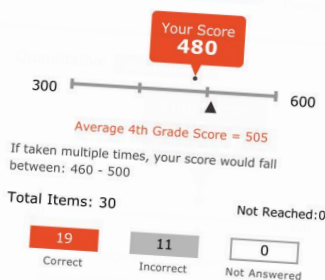 Your Score
480
300
600
Average 4th Grade Score = 505
If taken multiple times, your score would fall
between: 460 - 500
Total Items: 30
Not Reached:0
19
11
0
Correct
Incorrect
Not Answered